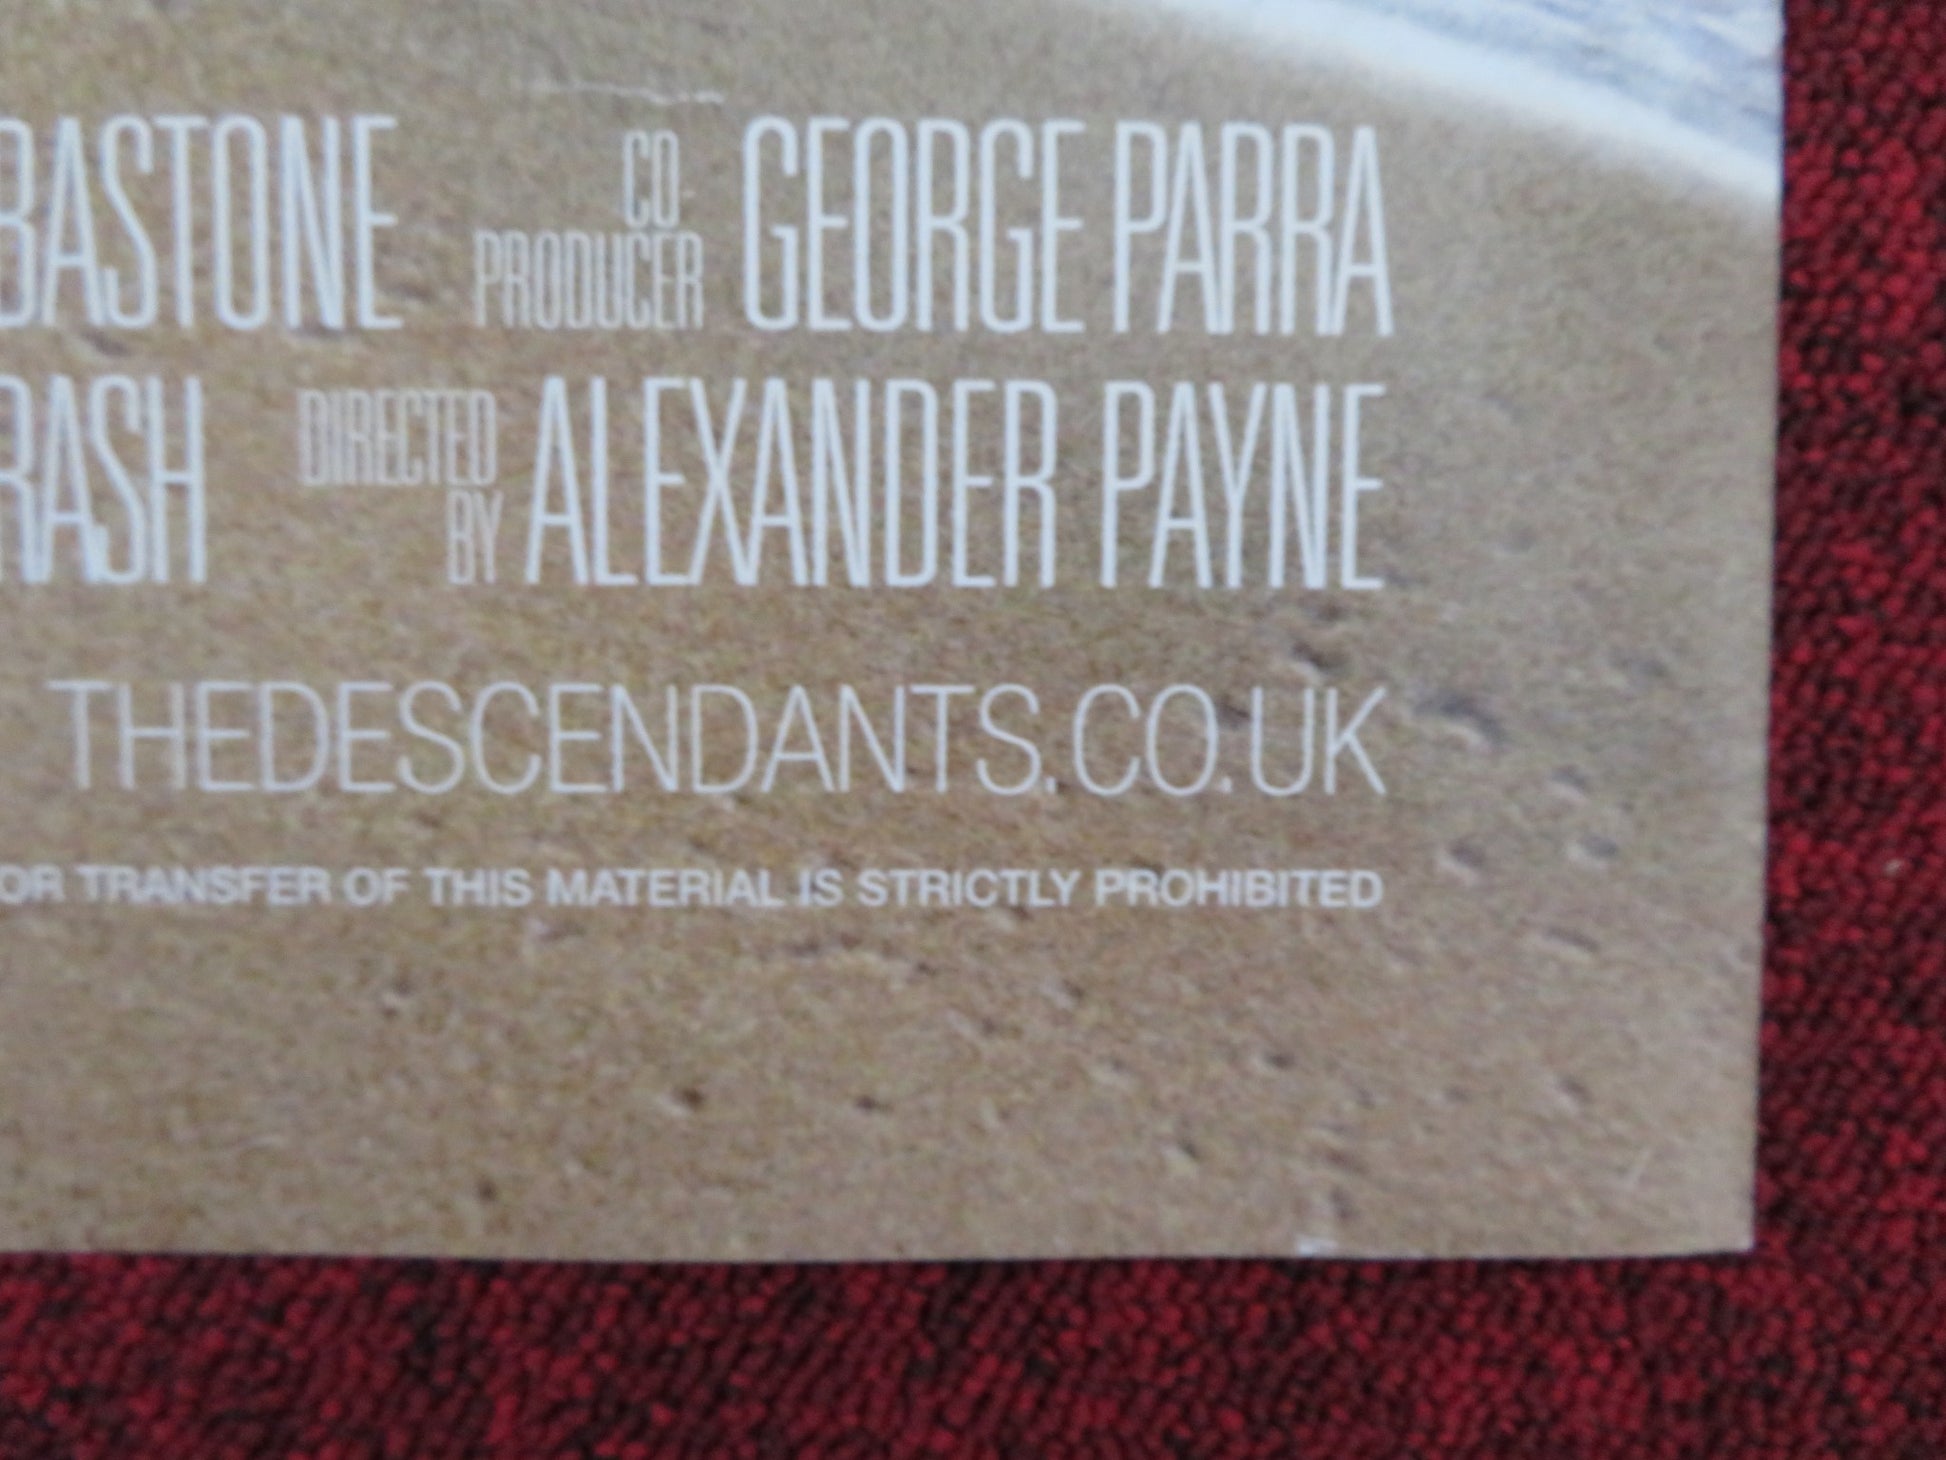 BASTONE CO-PRODUCER GEORGE PARRA
RASH DIRECTED BY ALEXANDER PAYNE
THEDESCENDANTS.CO.UK
OR TRANSFER OF THIS MATERIAL IS STRICTLY PROHIBITED